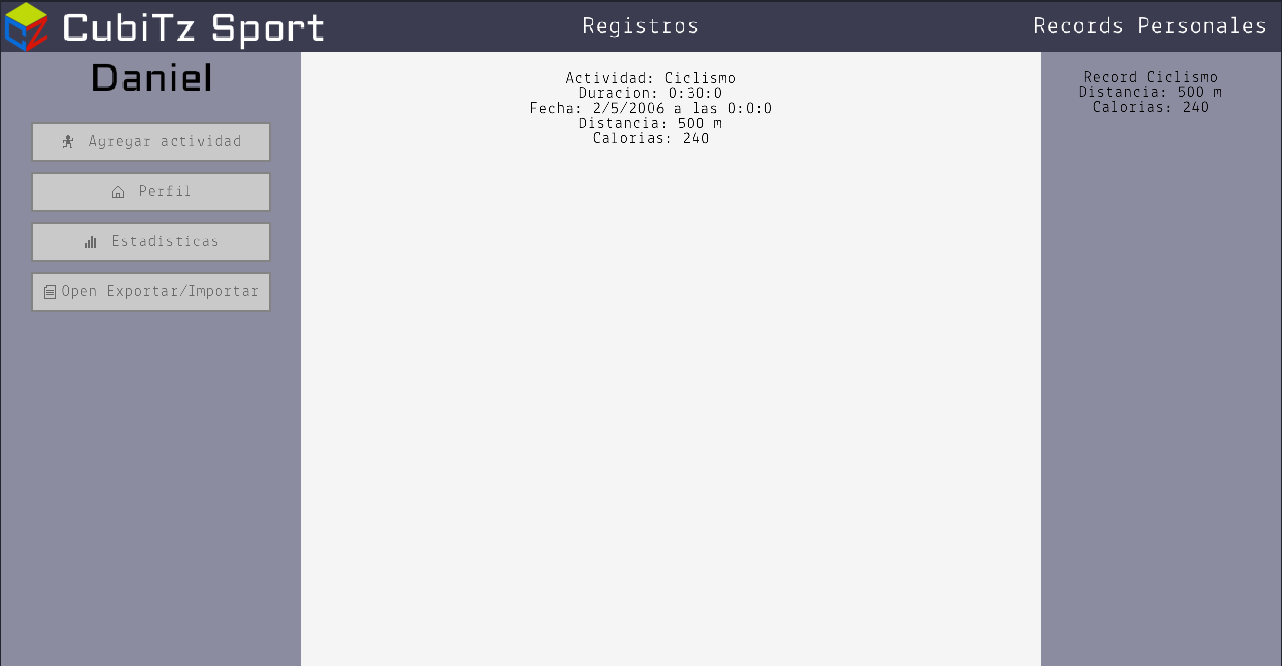 CubiTz Sport
Registros
Records Personales
Daniel
Agregar actividad
Perfil
Estadisticas
Open Exportar/Importar
Actividad: Ciclismo
Duracion: 0:30:0
Fecha: 2/5/2006 a las 0:0:0
Distancia: 500 m
Calorias: 240
Record Ciclismo
Distancia: 500 m
Calorias: 240